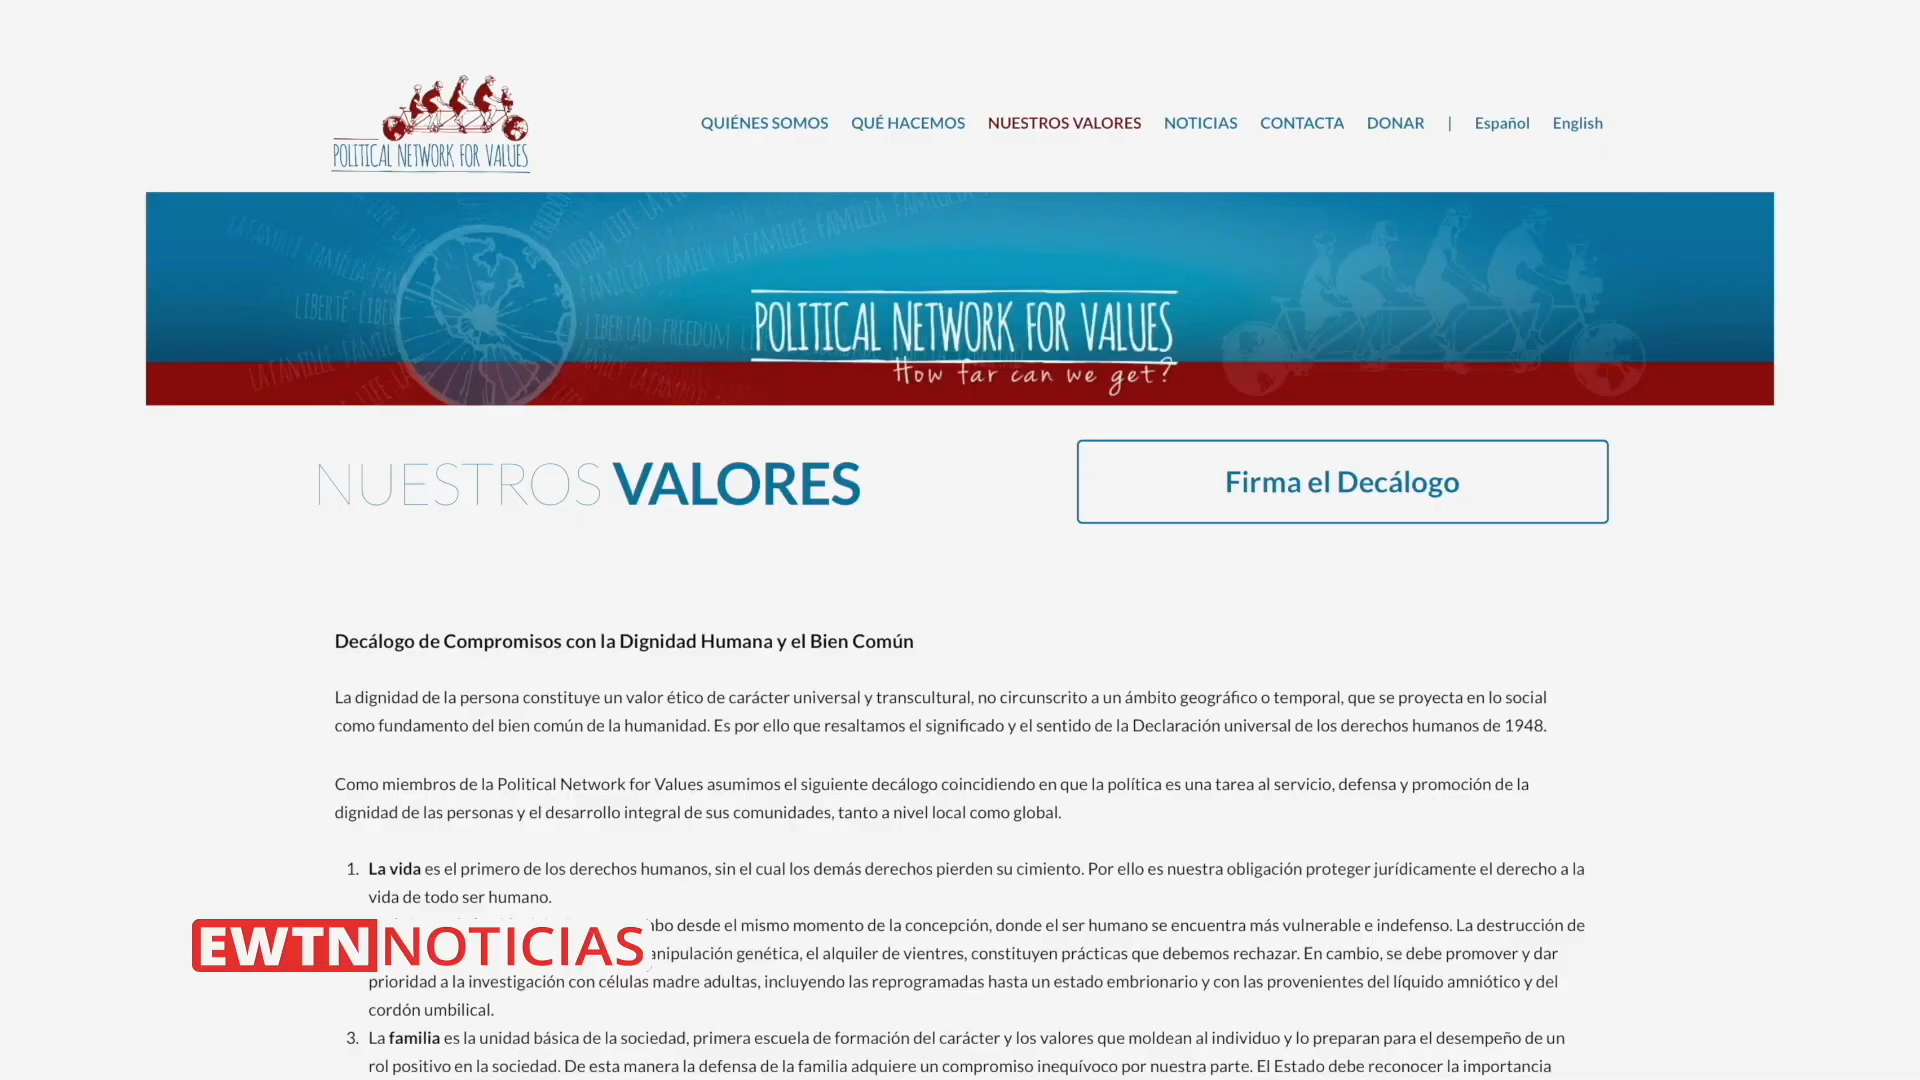 POLITICAL NETWORK FOR VALUES
QUIÉNES SOMOS QUÉ HACEMOS NUESTROS VALORES NOTICIAS CONTACTA DONAR | Español English
POLITICAL NETWORK FOR VALUES
How far can we get?
NUESTROS VALORES
Firma el Decálogo
Decálogo de Compromisos con la Dignidad Humana y el Bien Común
La dignidad de la persona constituye un valor ético de carácter universal y transcultural, no circunscrito a un ámbito geográfico o temporal, que se proyecta en lo social
como fundamento del bien común de la humanidad. Es por ello que resaltamos el significado y el sentido de la Declaración universal de los derechos humanos de 1948.
Como miembros de la Political Network for Values asumimos el siguiente decálogo coincidiendo en que la política es una tarea al servicio, defensa y promoción de la
dignidad de las personas y el desarrollo integral de sus comunidades, tanto a nivel local como global.
1. La vida es el primero de los derechos humanos, sin el cual los demás derechos pierden su cimiento. Por ello es nuestra obligación proteger jurídicamente el derecho a la
vida de todo ser humano.
desde el mismo momento de la concepción, donde el ser humano se encuentra más vulnerable e indefenso. La destrucción de
EWTN NOTICIAS
genética, el alquiler de vientres, constituyen prácticas que debemos rechazar. En cambio, se debe promover y dar
prioridad a la investigación con células madre adultas, incluyendo las reprogramadas hasta un estado embrionario y con las provenientes del líquido amniótico y del
cordón umbilical.
3. La familia es la unidad básica de la sociedad, primera escuela de formación del carácter y los valores que moldean al individuo y lo preparan para el desempeño de un
rol positivo en la sociedad. De esta manera la defensa de la familia adquiere un compromiso inequívoco por nuestra parte. El Estado debe reconocer la importancia